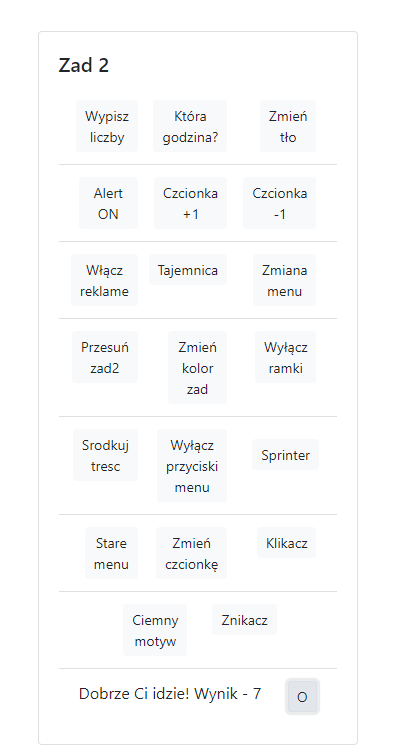 Zad 2
Wypisz
liczby
Która
godzina?
Zmień
tło
Alert
ON
Czcionka
+1
Czcionka
-1
Włącz
reklame
Tajemnica
Zmiana
menu
Przesuń
zad2
Zmień
kolor
zad
Wyłącz
ramki
Srodkuj
tresc
Wyłącz
przyciski
menu
Sprinter
Stare
menu
Zmień
czcionkę
Klikacz
Ciemny
motyw
Znikacz
Dobrze Ci idzie! Wynik - 7
O